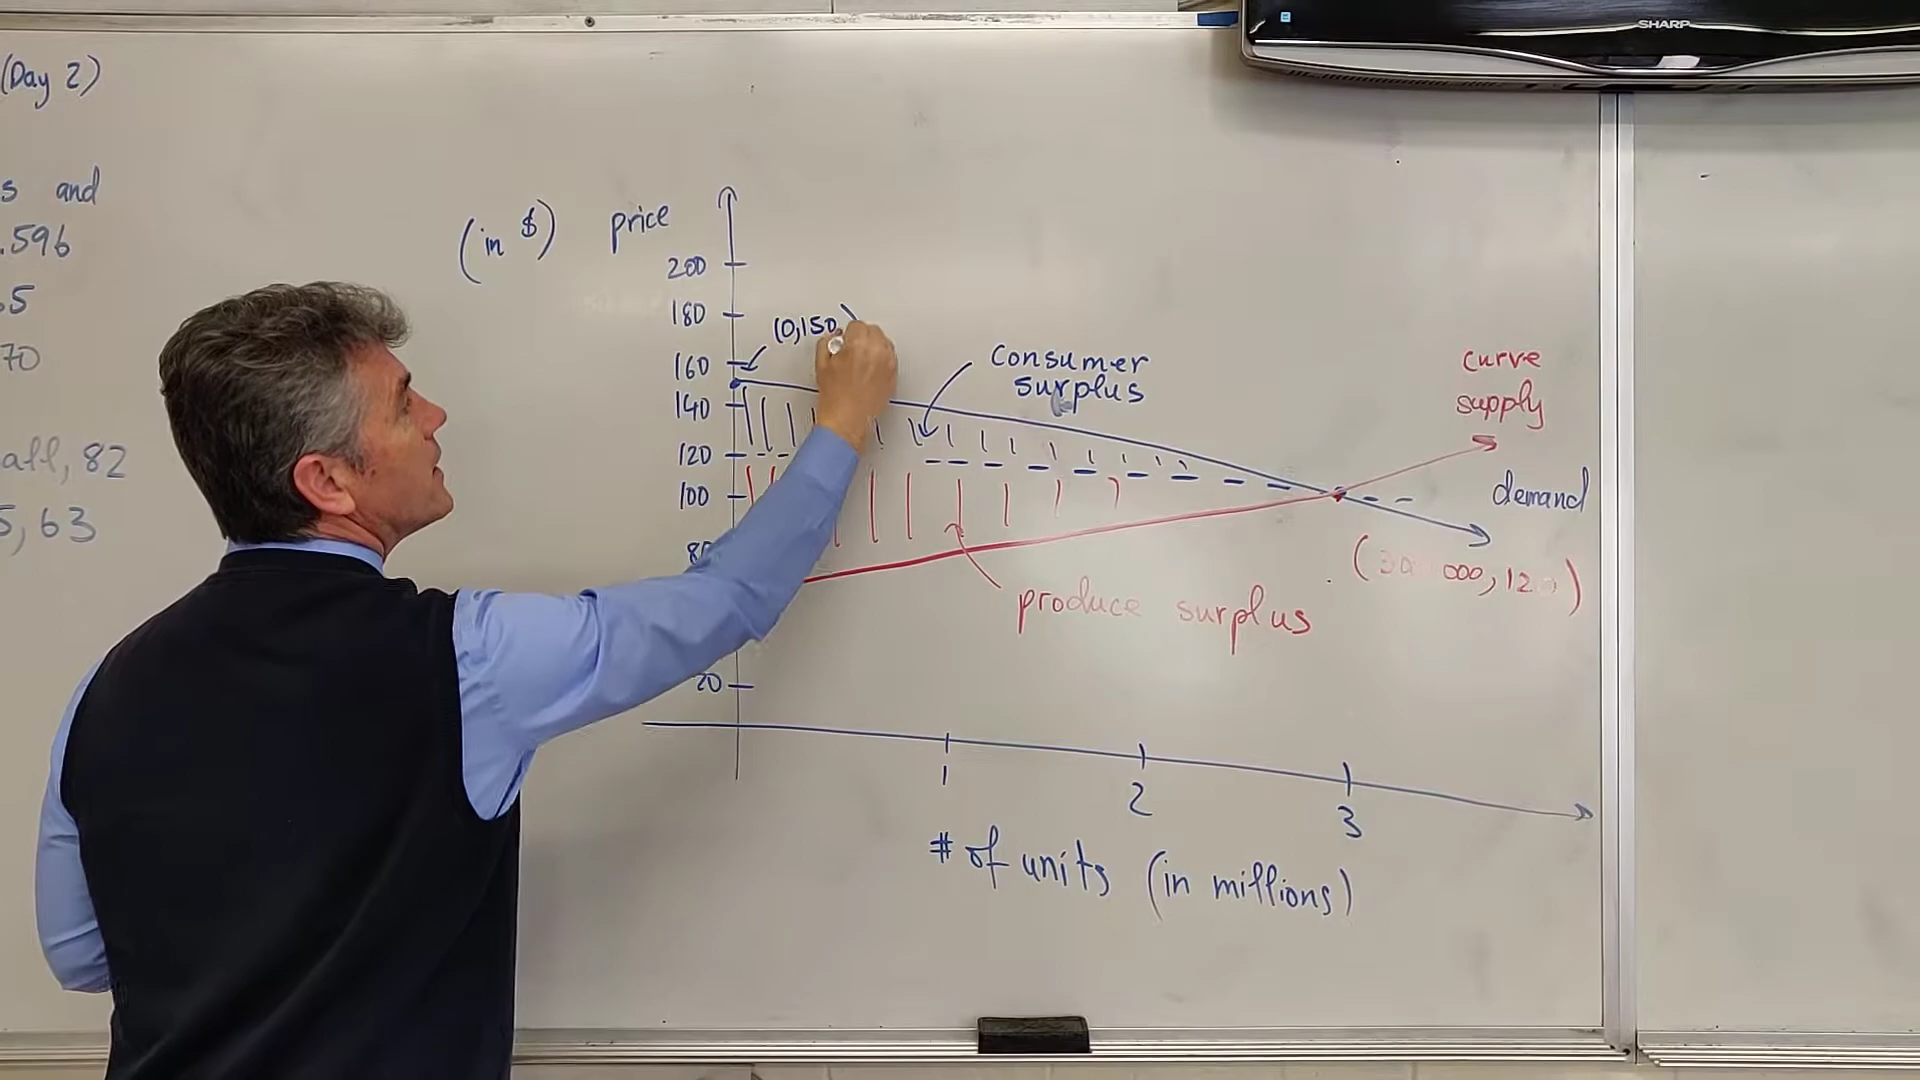 (Day 2)
s and
.596
5
70
all, 82
5, 63
SHARP
(in $) price
200
180
160
140
120
100
80
20
(0,150)
consumer
surplus
curve
supply
demand
produce surplus
1
2
3
# of units (in millions)